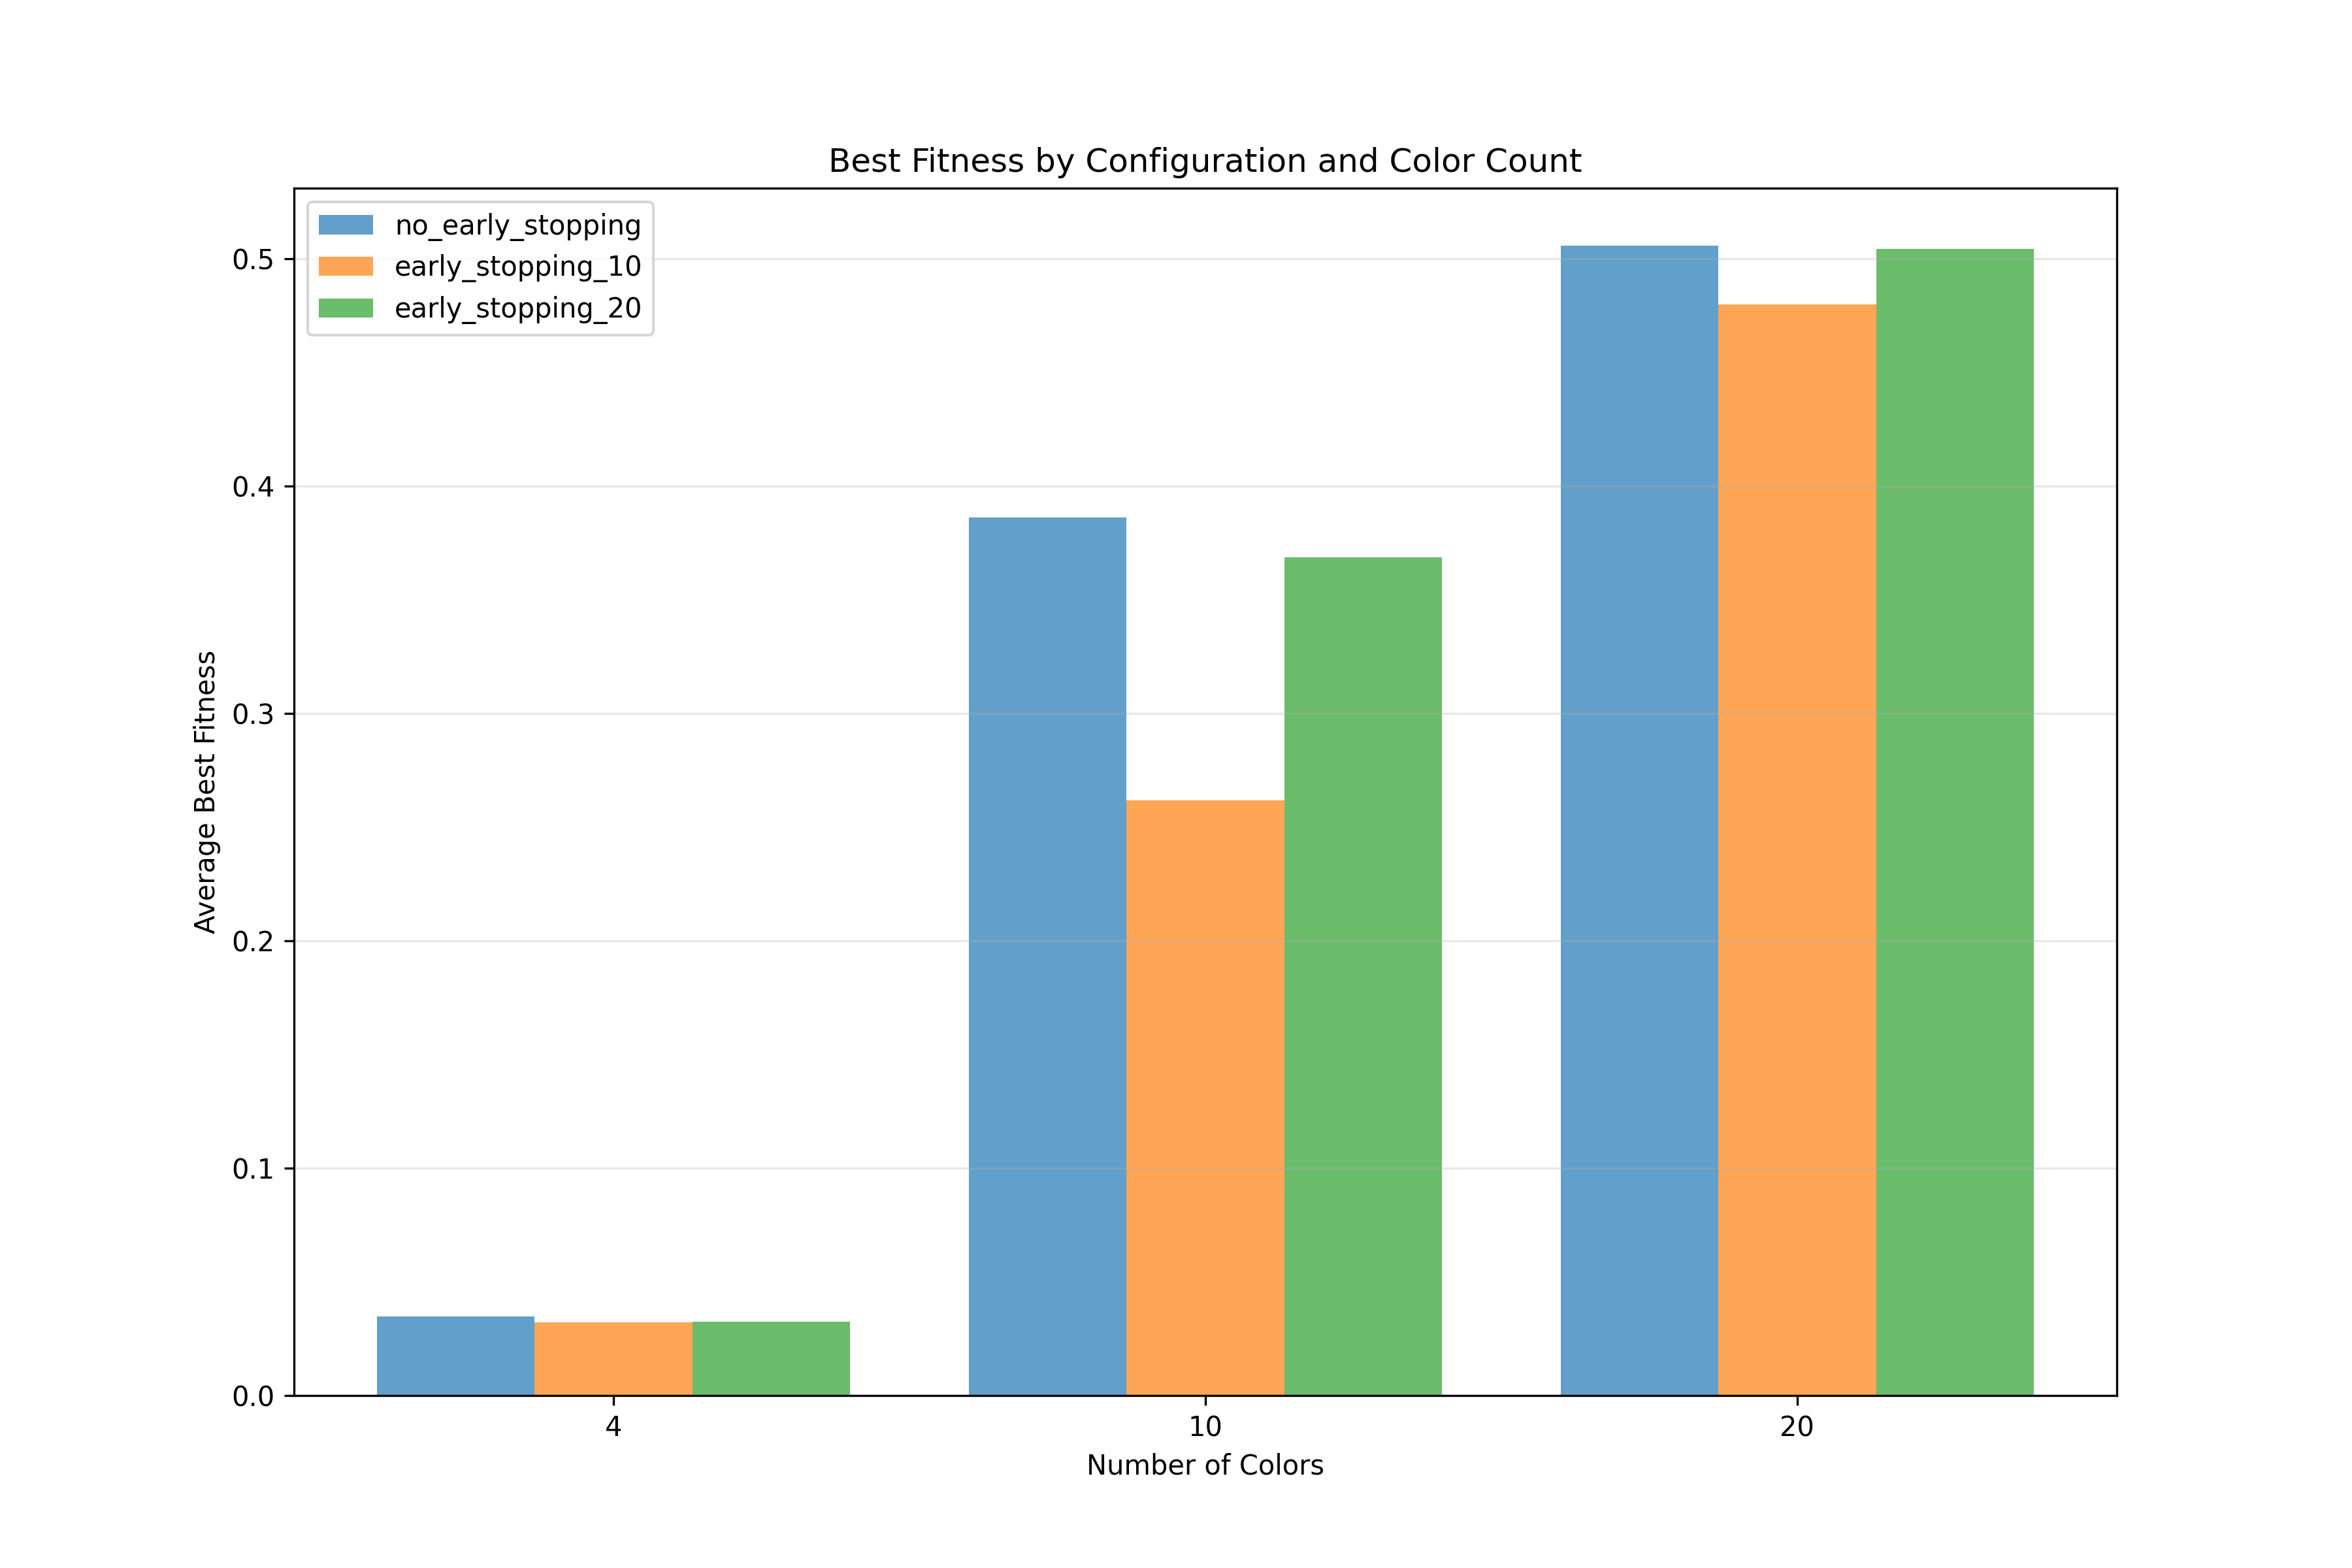 Best Fitness by Configuration and Color Count
no_early_stopping
early_stopping_10
early_stopping_20
0.5
0.4
0.3
0.2
0.1
0.0
Average Best Fitness
4
10
20
Number of Colors